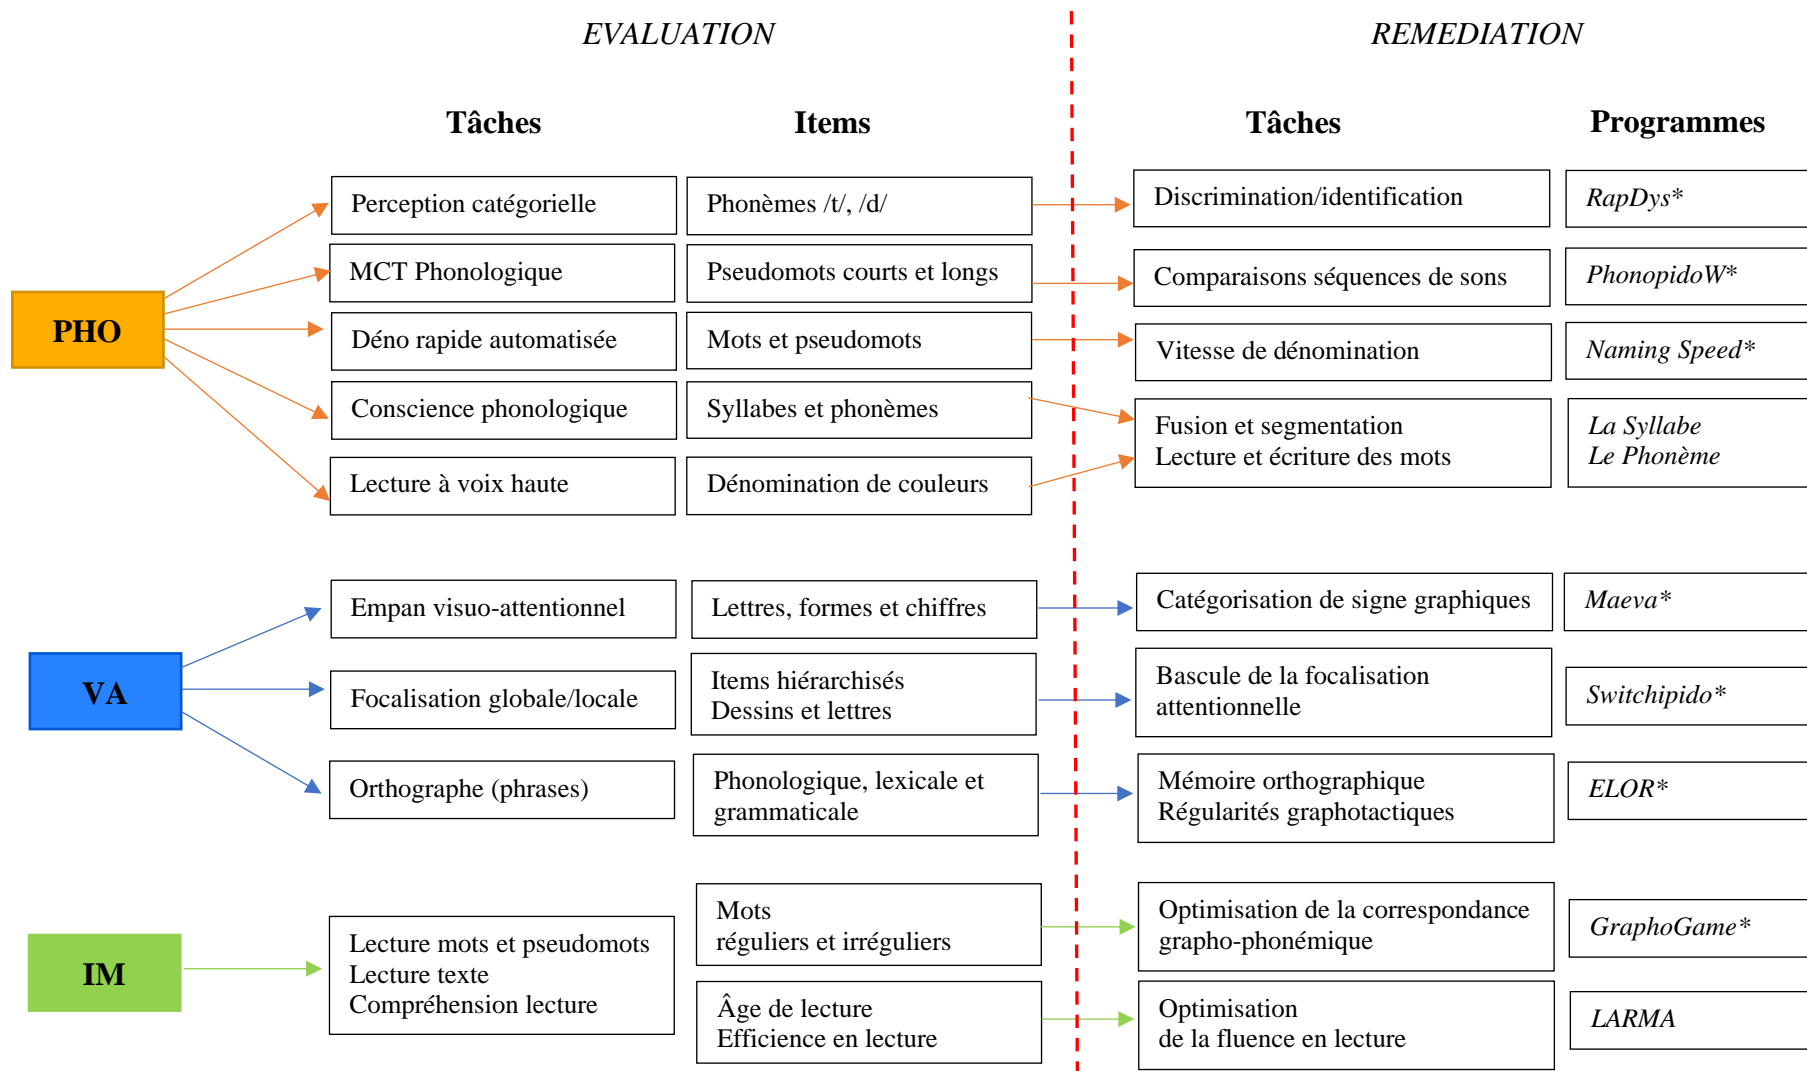 EVALUATION
REMEDIATION
Tâches
Items
Tâches
Programmes
PHO
Perception catégorielle
Phonèmes /t/, /d/
Discrimination/identification
RapDys*
MCT Phonologique
Pseudomots courts et longs
Comparaisons séquences de sons
PhonopidoW*
Déno rapide automatisée
Mots et pseudomots
Vitesse de dénomination
Naming Speed*
Conscience phonologique
Syllabes et phonèmes
Fusion et segmentation
Lecture et écriture des mots
La Syllabe
Le Phonème
Lecture à voix haute
Dénomination de couleurs
VA
Empan visuo-attentionnel
Lettres, formes et chiffres
Catégorisation de signe graphiques
Maeva*
Focalisation globale/locale
Items hiérarchisés
Dessins et lettres
Bascule de la focalisation
attentionnelle
Switchipido*
Orthographe (phrases)
Phonologique, lexicale et
grammaticale
Mémoire orthographique
Régularités graphotactiques
ELOR*
IM
Lecture mots et pseudomots
Lecture texte
Compréhension lecture
Mots
réguliers et irréguliers
Optimisation de la correspondance
grapho-phonémique
GraphoGame*
Âge de lecture
Efficience en lecture
Optimisation
de la fluence en lecture
LARMA